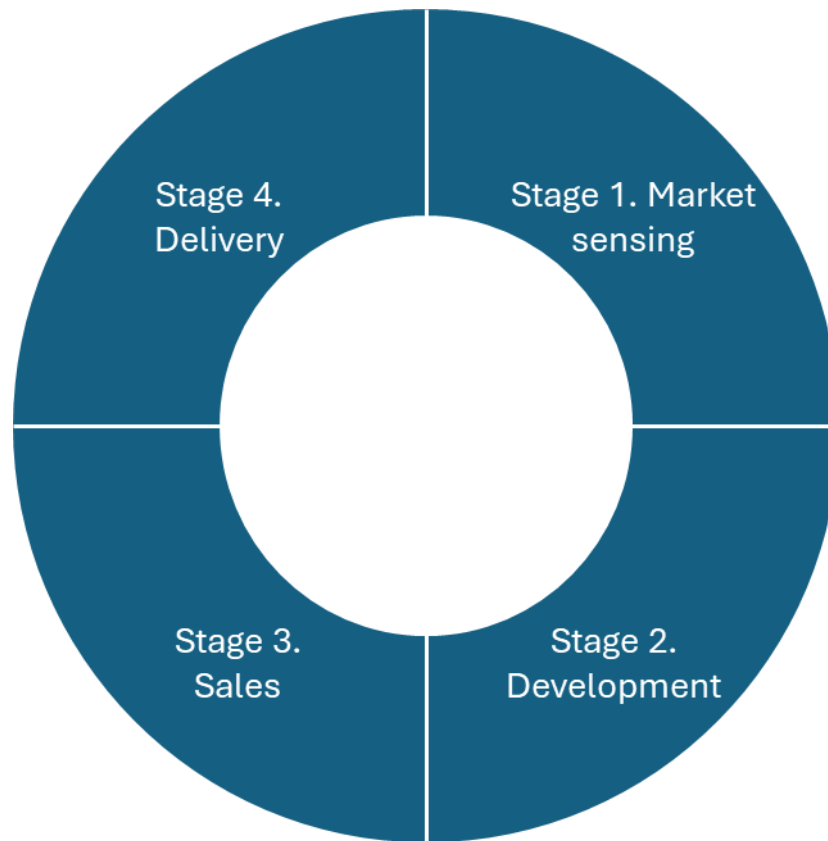 Stage 1. Market
sensing
Stage 2.
Development
Stage 3.
Sales
Stage 4.
Delivery